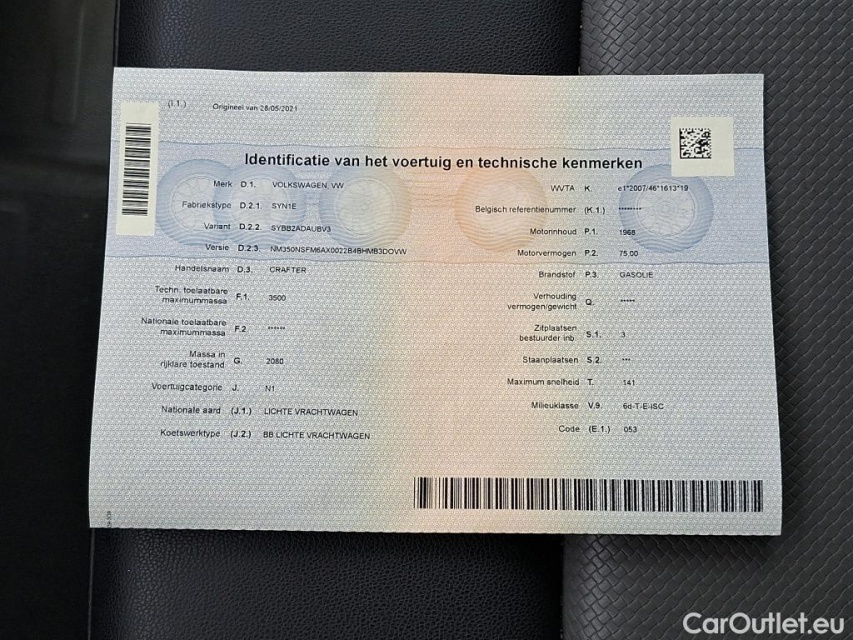 (I.1.) Origineel van 28/05/2021
Identificatie van het voertuig en technische kenmerken
Merk D.1. VOLKSWAGEN, VW
Fabriekstype D.2.1. SYN1E
Variant D.2.2. SYBBZADAUBV3
Versie D.2.3. NM350NSFM6AX0022B4BHMB3DOVW
Handelsnaam D.3. CRAFTER
Techn. toelaatbare
maximummassa F.1. 3500
Nationale toelaatbare
maximummassa F.2. ******
Massa in
rijklare toestand G. 2080
Voertuigcategorie J. N1
Nationale aard (J.1.) LICHTE VRACHTWAGEN
Koetswerktype (J.2.) BB LICHTE VRACHTWAGEN
WVTA K. e1*2007/46*1613*19
Belgisch referentienummer (K.1.) ********
Motorinhoud P.1. 1968
Motorvermogen P.2. 75,00
Brandstof P.3. GASOLIE
Verhouding
vermogen/gewicht Q. *****
Zitplaatsen
bestuurder inb S.1. 3
Staanplaatsen S.2. ***
Maximum snelheid T. 141
Milieuklasse V.9. 6d-T-E-ISC
Code (E.1.) 053
CarOutlet.eu